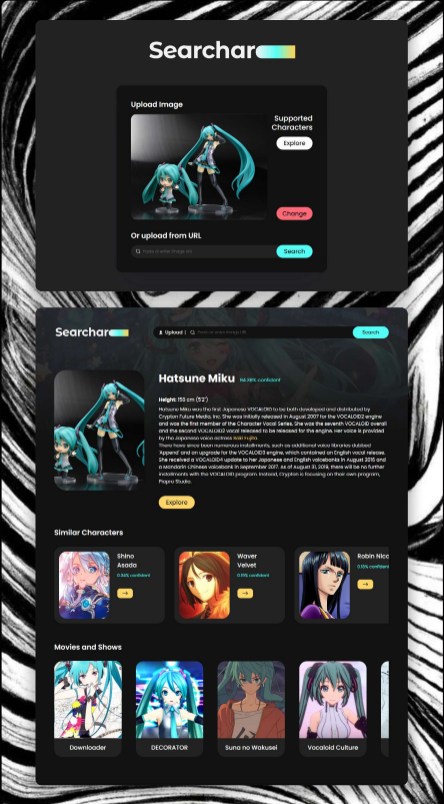 Searchar
Upload Image
Supported
Characters
Explore
Change
Or upload from URL
Paste or enter image URL
Search
Searchar
Upload |
Paste or enter image URL
Search
Hatsune Miku
Height: 158 cm (5'2")
Hatsune Miku was the first Japanese VOCALOID to be both developed and distributed by
Crypton Future Media, Inc. She was initially released in August 2007 for the VOCALOID2 engine
and was the first member of the Character Vocal Series. She was the seventh VOCALOID overall
and the second VOCALOID2 vocal released to be released for the engine. Her voice is provided
by the Japanese voice actress Saki Fujita
There have since been numerous installments, such as additional voice libraries dubbed
'Append' and an upgrade for the VOCALOID3 engine, which contained an English vocal release.
She received a VOCALOID4 update to her Japanese and English voicebanks in August 2016 and
a Mandarin Chinese voicebank in September 2017. As of August 31, 2019, there will be no further
installments with the VOCALOID program. Instead, Crypton is focusing on their own program,
Piapro Studio.
Explore
Similar Characters
Shino
Asada
0.34% confident
Waver
Velvet
0.19% confident
Robin Nico
0.15% confident
Movies and Shows
Downloader
DECORATOR
Suna no Wakusei
Vocaloid Culture